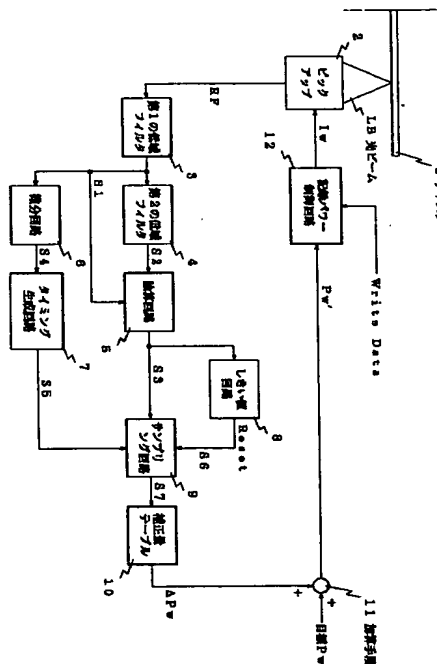 2
ピック
アップ
LB 光ビーム
RF
Iw
12
記録パワー
制御回路
Write Data
Pw'
第1の低域
フィルタ
3
S1
第2の低域
フィルタ
4
S2
微分回路
6
S4
タイミング
生成回路
7
S5
減算回路
5
S3
しきい値
回路
8
Reset
S6
サンプリ
ング回路
9
S7
補正量
テーブル
10
ΔPw
+
+
11 加算手段
目標Pw